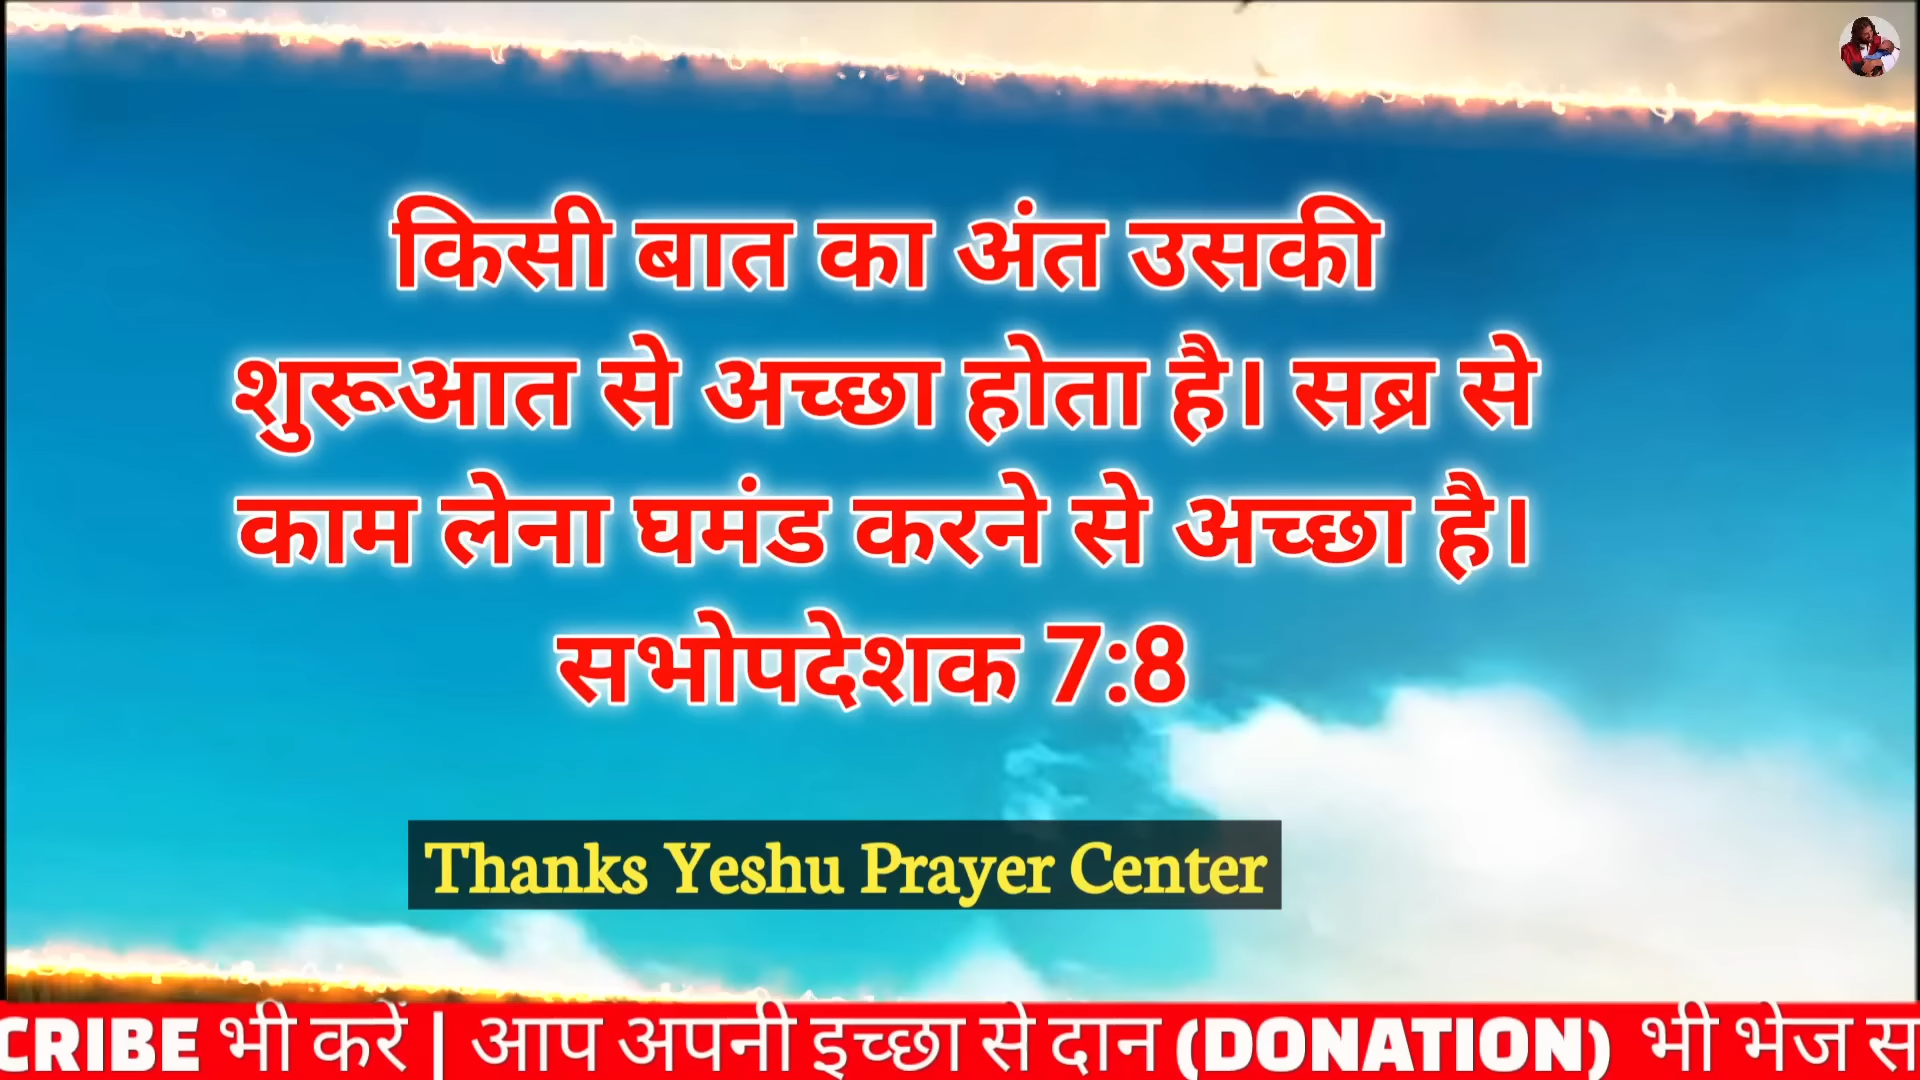 किसी बात का अंत उसकी
शुरूआत से अच्छा होता है। सब्र से
काम लेना घमंड करने से अच्छा है।
सभोपदेशक 7:8
Thanks Yeshu Prayer Center
CRIBE भी करें | आप अपनी इच्छा से दान (DONATION) भी भेज स